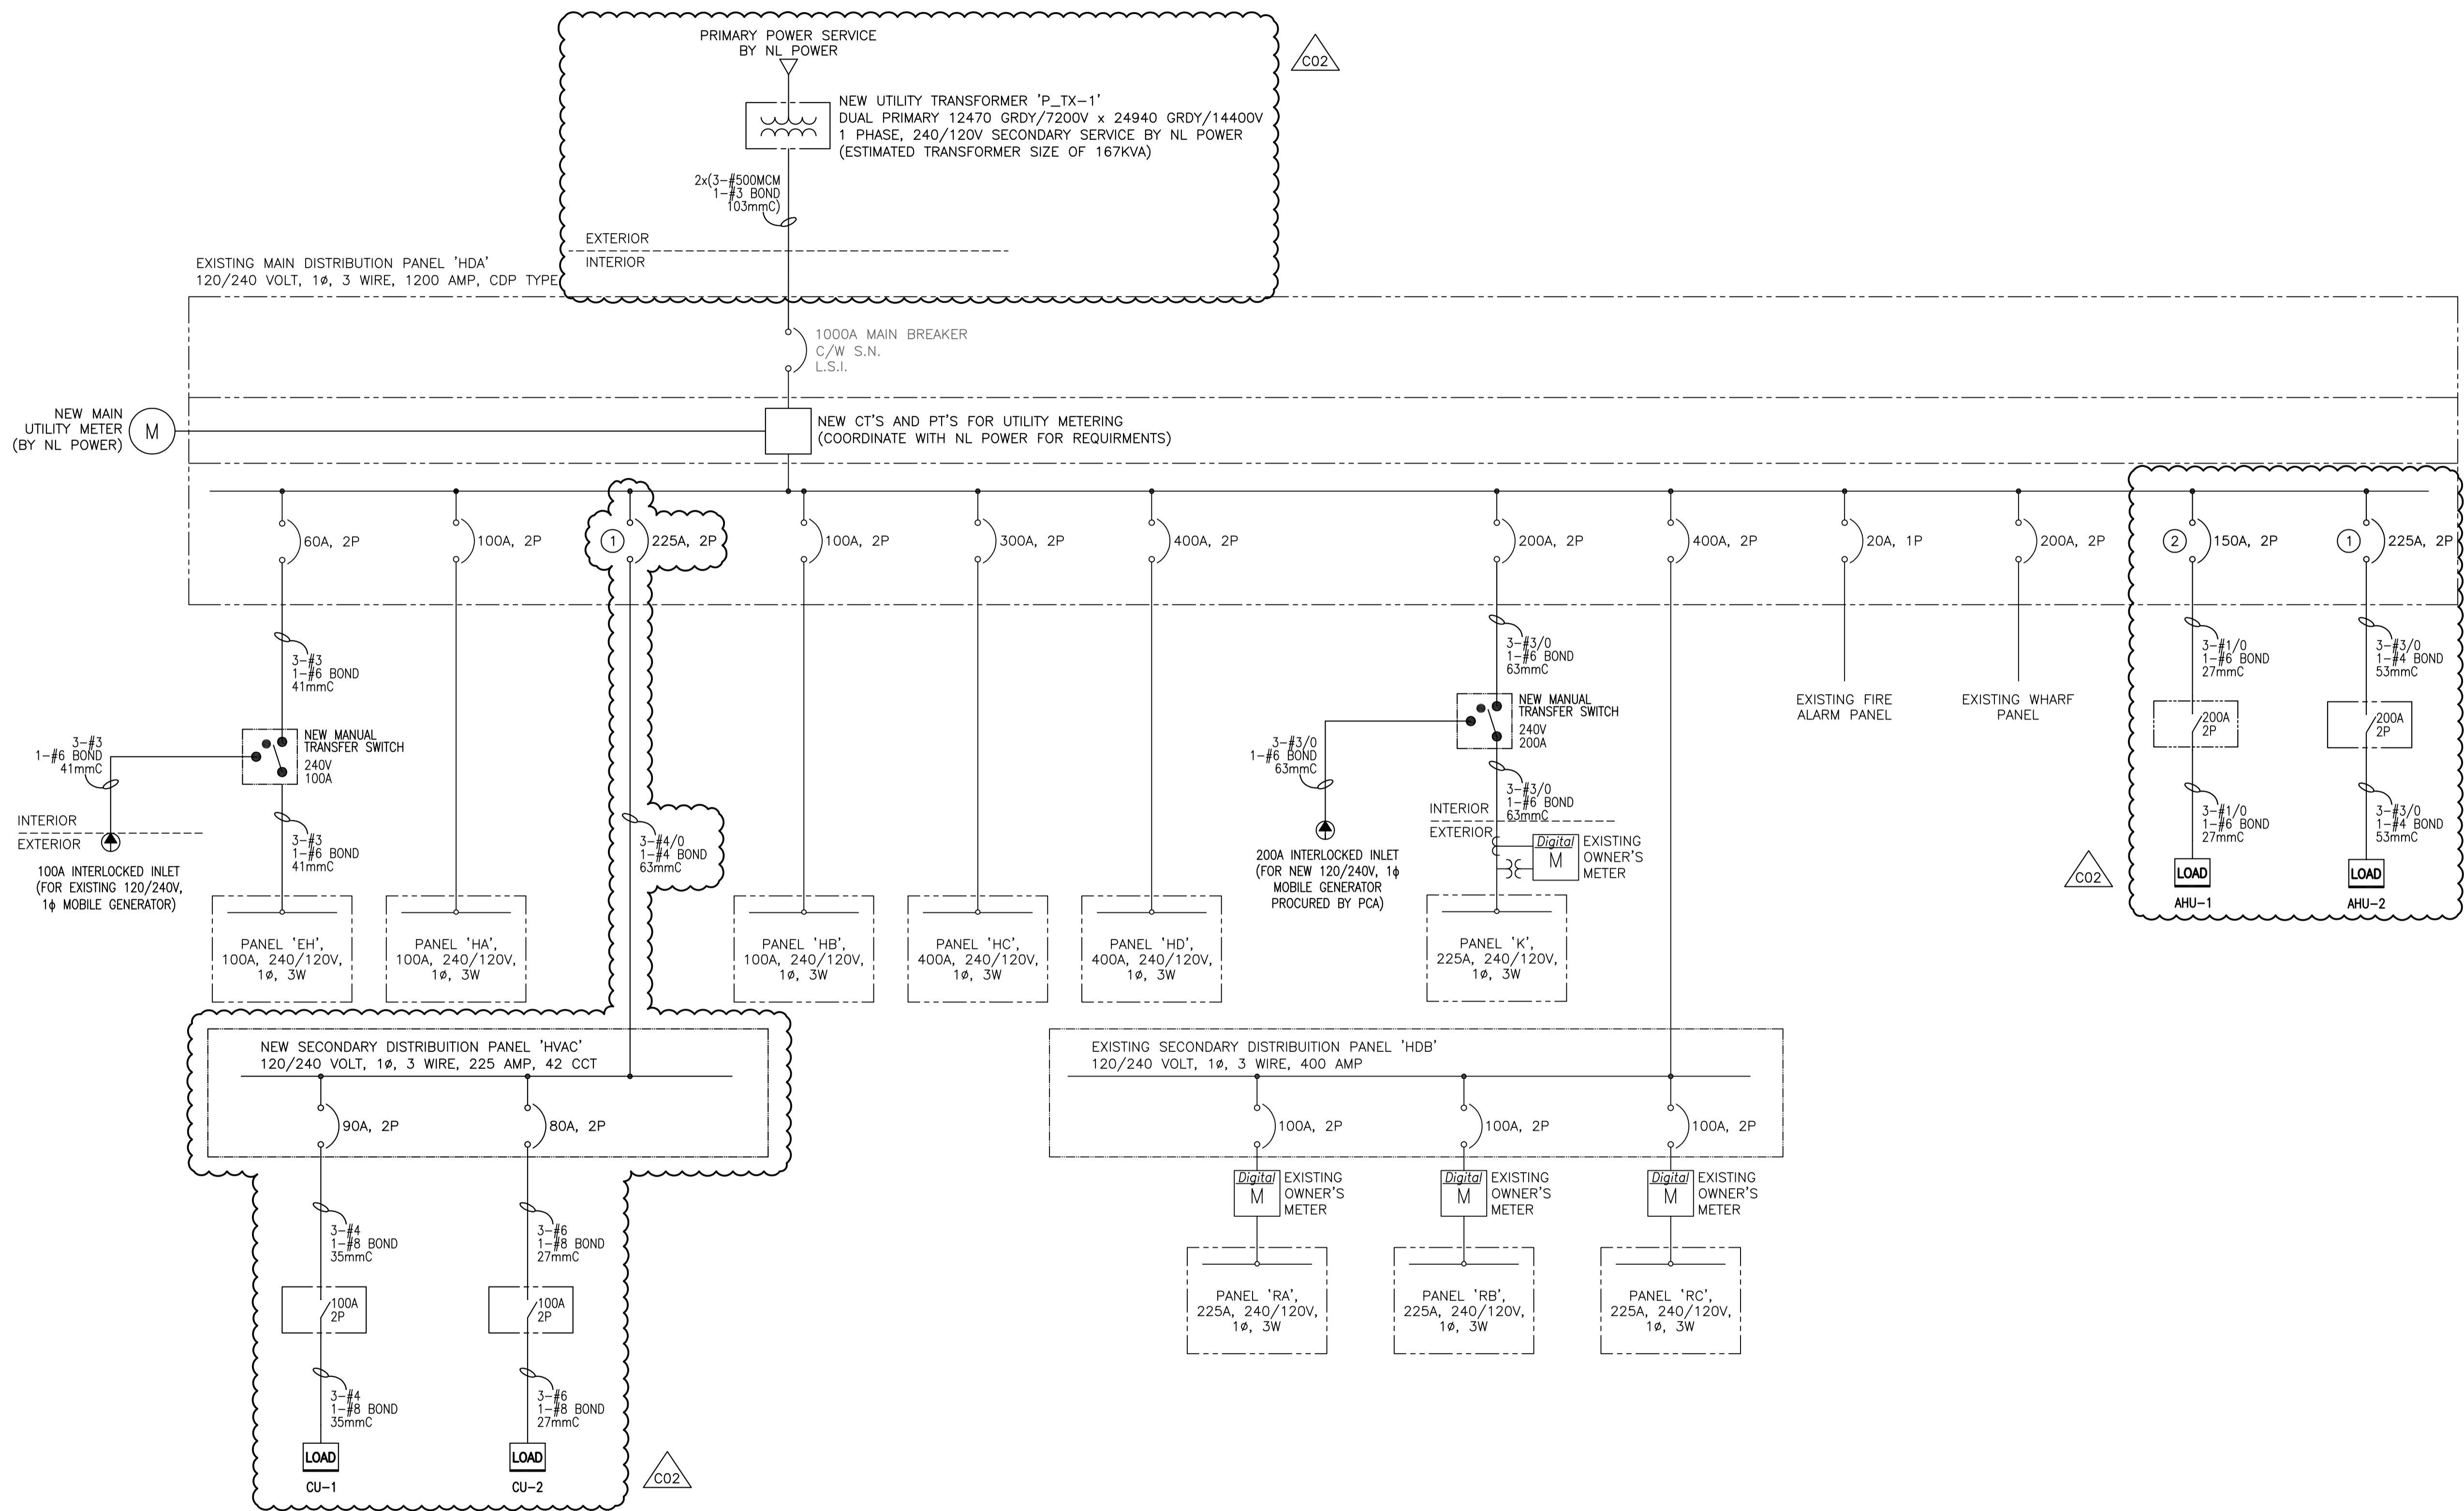 PRIMARY POWER SERVICE
BY NL POWER
C02
NEW UTILITY TRANSFORMER 'P_TX-1'
DUAL PRIMARY 12470 GRDY/7200V x 24940 GRDY/14400V
1 PHASE, 240/120V SECONDARY SERVICE BY NL POWER
(ESTIMATED TRANSFORMER SIZE OF 167KVA)
2x(3-#500MCM
1-#3 BOND
103mmC)
EXTERIOR
INTERIOR
EXISTING MAIN DISTRIBUTION PANEL 'HDA'
120/240 VOLT, 1ø, 3 WIRE, 1200 AMP, CDP TYPE
1000A MAIN BREAKER
C/W S.N.
L.S.I.
NEW MAIN
UTILITY METER
(BY NL POWER)
M
NEW CT'S AND PT'S FOR UTILITY METERING
(COORDINATE WITH NL POWER FOR REQUIRMENTS)
60A, 2P
100A, 2P
1
225A, 2P
100A, 2P
300A, 2P
400A, 2P
200A, 2P
400A, 2P
20A, 1P
200A, 2P
2
150A, 2P
1
225A, 2P
3-#3
1-#6 BOND
41mmC
NEW MANUAL
TRANSFER SWITCH
240V
100A
3-#3
1-#6 BOND
41mmC
INTERIOR
EXTERIOR
100A INTERLOCKED INLET
(FOR EXISTING 120/240V,
1ϕ MOBILE GENERATOR)
3-#3
1-#6 BOND
41mmC
3-#4/0
1-#4 BOND
63mmC
3-#3/0
1-#6 BOND
63mmC
NEW MANUAL
TRANSFER SWITCH
240V
200A
3-#3/0
1-#6 BOND
63mmC
200A INTERLOCKED INLET
(FOR NEW 120/240V, 1ϕ
MOBILE GENERATOR
PROCURED BY PCA)
3-#3/0
1-#6 BOND
63mmC
INTERIOR
EXTERIOR
Digital
M
EXISTING
OWNER'S
METER
EXISTING FIRE
ALARM PANEL
EXISTING WHARF
PANEL
3-#1/0
1-#6 BOND
27mmC
200A
2P
3-#1/0
1-#6 BOND
27mmC
LOAD
AHU-1
3-#3/0
1-#4 BOND
53mmC
200A
2P
3-#3/0
1-#4 BOND
53mmC
LOAD
AHU-2
C02
PANEL 'EH',
100A, 240/120V,
1ø, 3W
PANEL 'HA',
100A, 240/120V,
1ø, 3W
PANEL 'HB',
100A, 240/120V,
1ø, 3W
PANEL 'HC',
400A, 240/120V,
1ø, 3W
PANEL 'HD',
400A, 240/120V,
1ø, 3W
PANEL 'K',
225A, 240/120V,
1ø, 3W
NEW SECONDARY DISTRIBUITION PANEL 'HVAC'
120/240 VOLT, 1ø, 3 WIRE, 225 AMP, 42 CCT
90A, 2P
80A, 2P
3-#4
1-#8 BOND
35mmC
100A
2P
3-#4
1-#8 BOND
35mmC
LOAD
CU-1
3-#6
1-#8 BOND
27mmC
100A
2P
3-#6
1-#8 BOND
27mmC
LOAD
CU-2
C02
EXISTING SECONDARY DISTRIBUITION PANEL 'HDB'
120/240 VOLT, 1ø, 3 WIRE, 400 AMP
100A, 2P
100A, 2P
100A, 2P
Digital
M
EXISTING
OWNER'S
METER
Digital
M
EXISTING
OWNER'S
METER
Digital
M
EXISTING
OWNER'S
METER
PANEL 'RA',
225A, 240/120V,
1ø, 3W
PANEL 'RB',
225A, 240/120V,
1ø, 3W
PANEL 'RC',
225A, 240/120V,
1ø, 3W